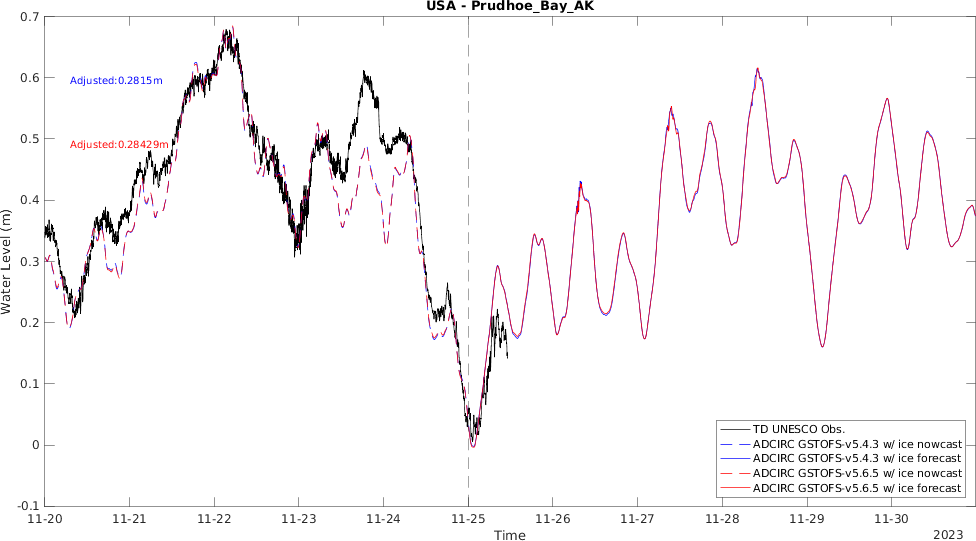 USA - Prudhoe_Bay_AK
0.7
0.6
0.5
0.4
0.3
0.2
0.1
0
-0.1
Water Level (m)
Adjusted:0.2815m
Adjusted:0.28429m
TD UNESCO Obs.
ADCIRC GSTOFS-v5.4.3 w/ ice nowcast
ADCIRC GSTOFS-v5.4.3 w/ ice forecast
ADCIRC GSTOFS-v5.6.5 w/ ice nowcast
ADCIRC GSTOFS-v5.6.5 w/ ice forecast
11-20 11-21 11-22 11-23 11-24 11-25 11-26 11-27 11-28 11-29 11-30
Time
2023